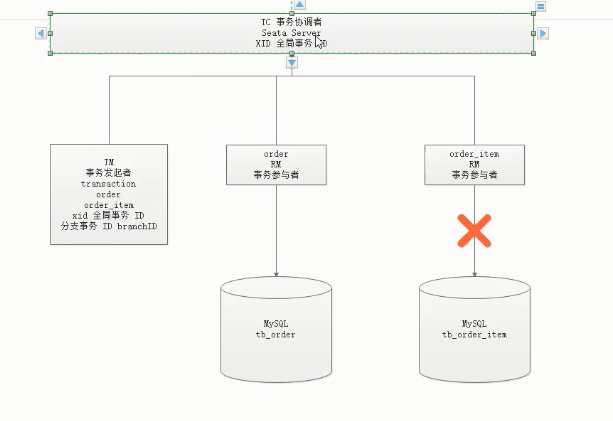 TC 事务协调者
Seata Server
XID 全局事务 ID
TM
事务发起者
transaction
order
order_item
xid 全局事务 ID
分支事务 ID branchID
order
RM
事务参与者
order_item
RM
事务参与者
MySQL
tb_order
MySQL
tb_order_item